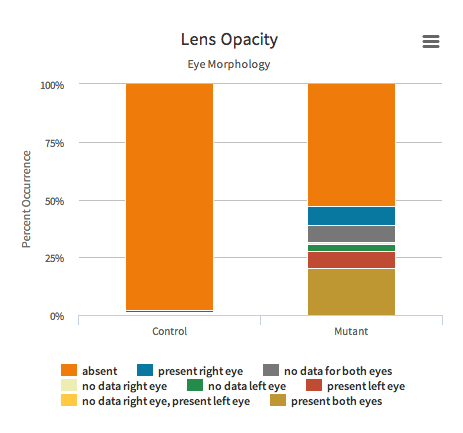 Lens Opacity
Eye Morphology
Percent Occurrence
100%
75%
50%
25%
0%
Control Mutant
absent present right eye no data for both eyes
no data right eye no data left eye present left eye
no data right eye, present left eye present both eyes